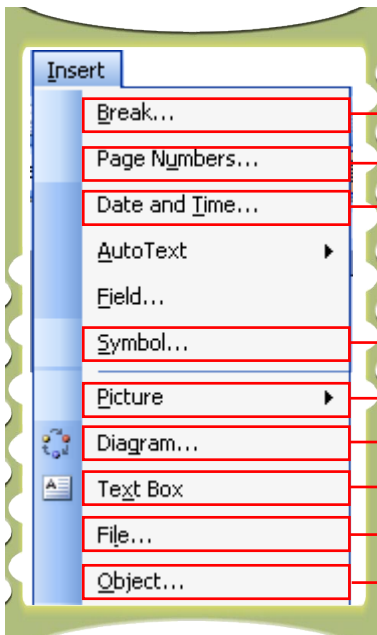 Insert
Break...
Page Numbers...
Date and Time...
AutoText
Field...
Symbol...
Picture
Diagram...
Text Box
File...
Object...